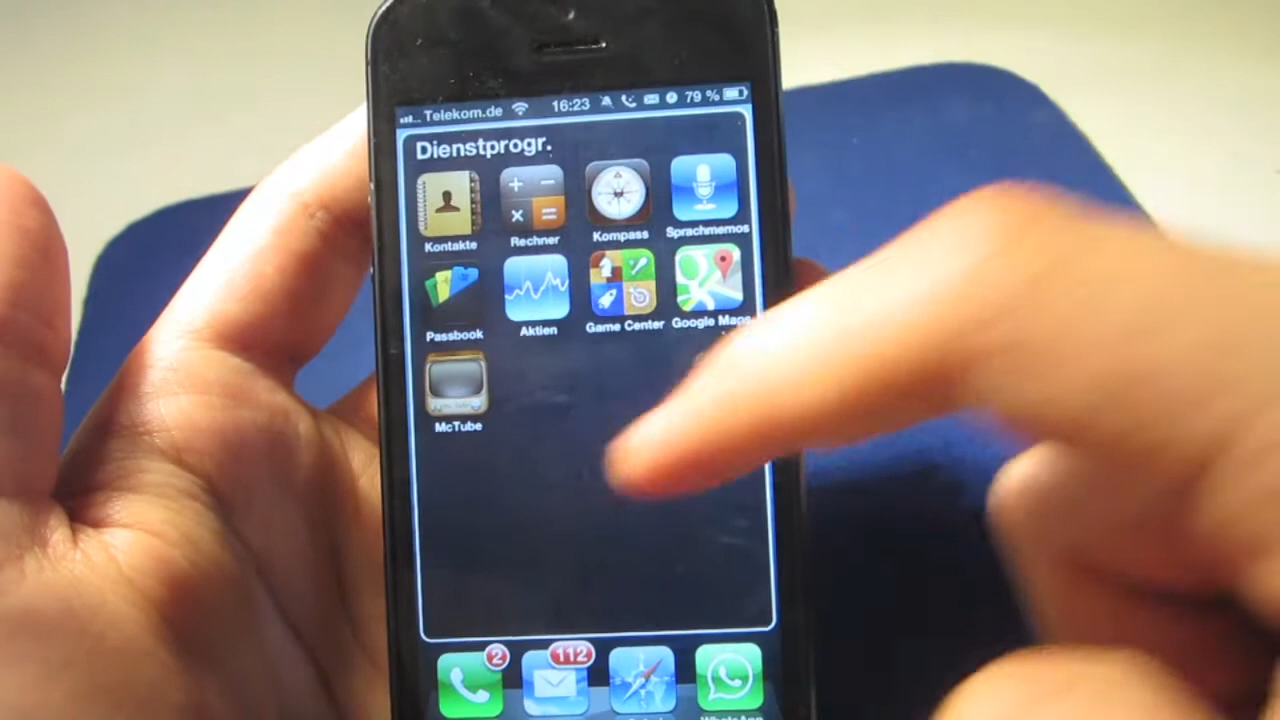 Telekom.de 16:23 79 %
Dienstprogr.
Kontakte Rechner Kompass Sprachmemos
Passbook Aktien Game Center Google Maps
McTube
2 112
WhatsApp